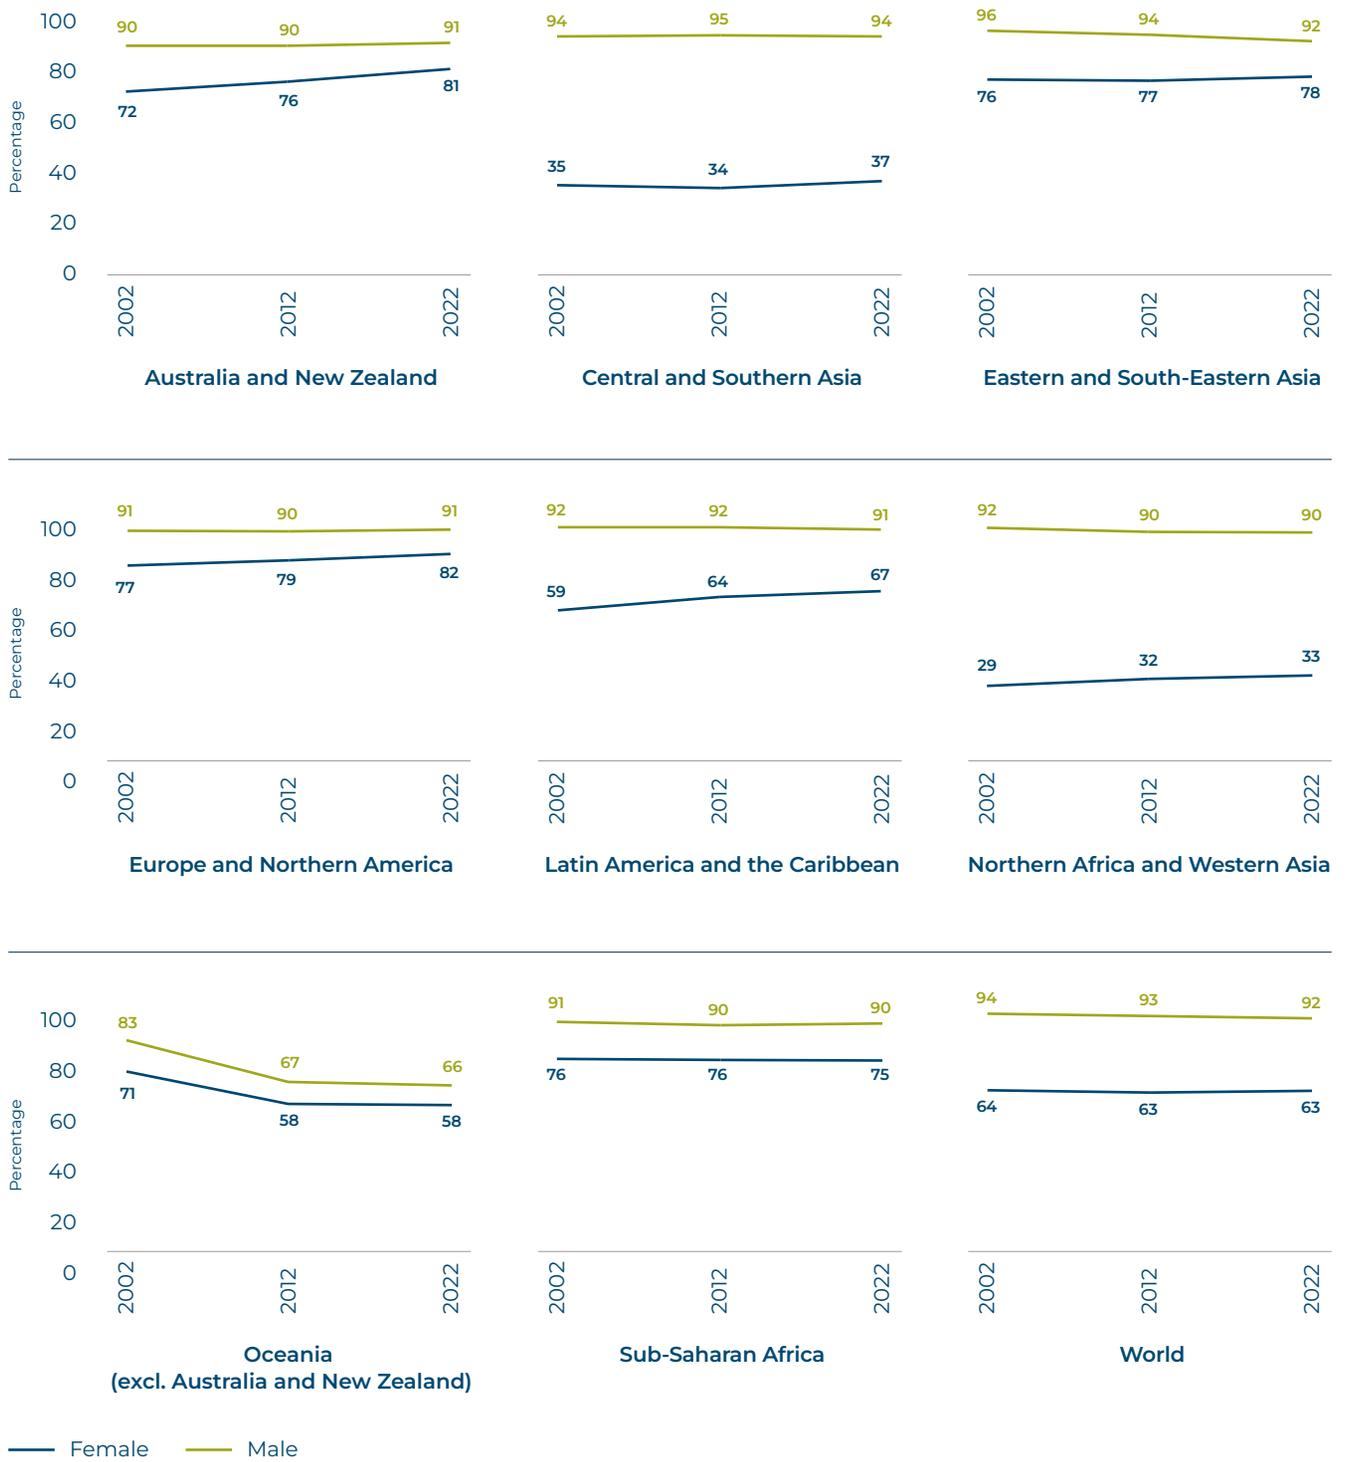 100
80
60
40
20
0
Percentage
90 90 91
72 76 81
2002 2012 2022
Australia and New Zealand
94 95 94
35 34 37
2002 2012 2022
Central and Southern Asia
96 94 92
76 77 78
2002 2012 2022
Eastern and South-Eastern Asia
100
80
60
40
20
0
Percentage
91 90 91
77 79 82
2002 2012 2022
Europe and Northern America
92 92 91
59 64 67
2002 2012 2022
Latin America and the Caribbean
92 90 90
29 32 33
2002 2012 2022
Northern Africa and Western Asia
100
80
60
40
20
0
Percentage
83 67 66
71 58 58
2002 2012 2022
Oceania
(excl. Australia and New Zealand)
91 90 90
76 76 75
2002 2012 2022
Sub-Saharan Africa
94 93 92
64 63 63
2002 2012 2022
World
Female Male